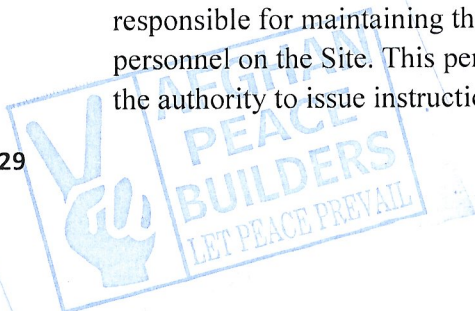 responsible for maintaining th
personnel on the Site. This per
the authority to issue instructi
29
AFGHAN
PEACE
BUILDERS
LET PEACE PREVAIL